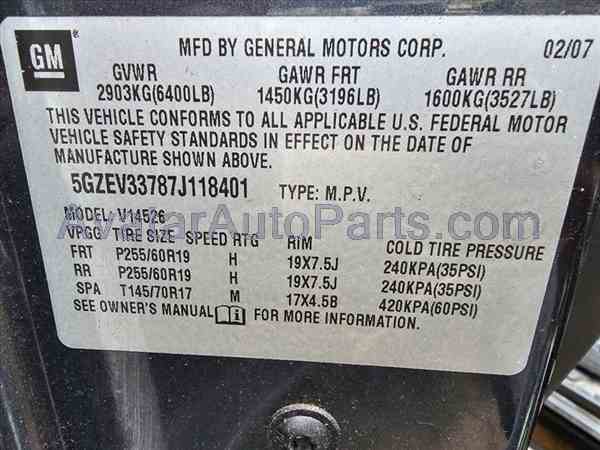 GM
MFD BY GENERAL MOTORS CORP. 02/07
GVWR GAWR FRT GAWR RR
2903KG(6400LB) 1450KG(3196LB) 1600KG(3527LB)
THIS VEHICLE CONFORMS TO ALL APPLICABLE U.S. FEDERAL MOTOR
VEHICLE SAFETY STANDARDS IN EFFECT ON THE DATE OF
MANUFACTURE SHOWN ABOVE.
5GZEV33787J118401 TYPE: M.P.V.
MODEL: V14526
AvatarAutoParts.Com
VPGG TIRE SIZE SPEED RTG RIM COLD TIRE PRESSURE
FRT P255/60R19 H 19X7.5J 240KPA(35PSI)
RR P255/60R19 H 19X7.5J 240KPA(35PSI)
SPA T145/70R17 M 17X4.5B 420KPA(60PSI)
SEE OWNER'S MANUAL FOR MORE INFORMATION.